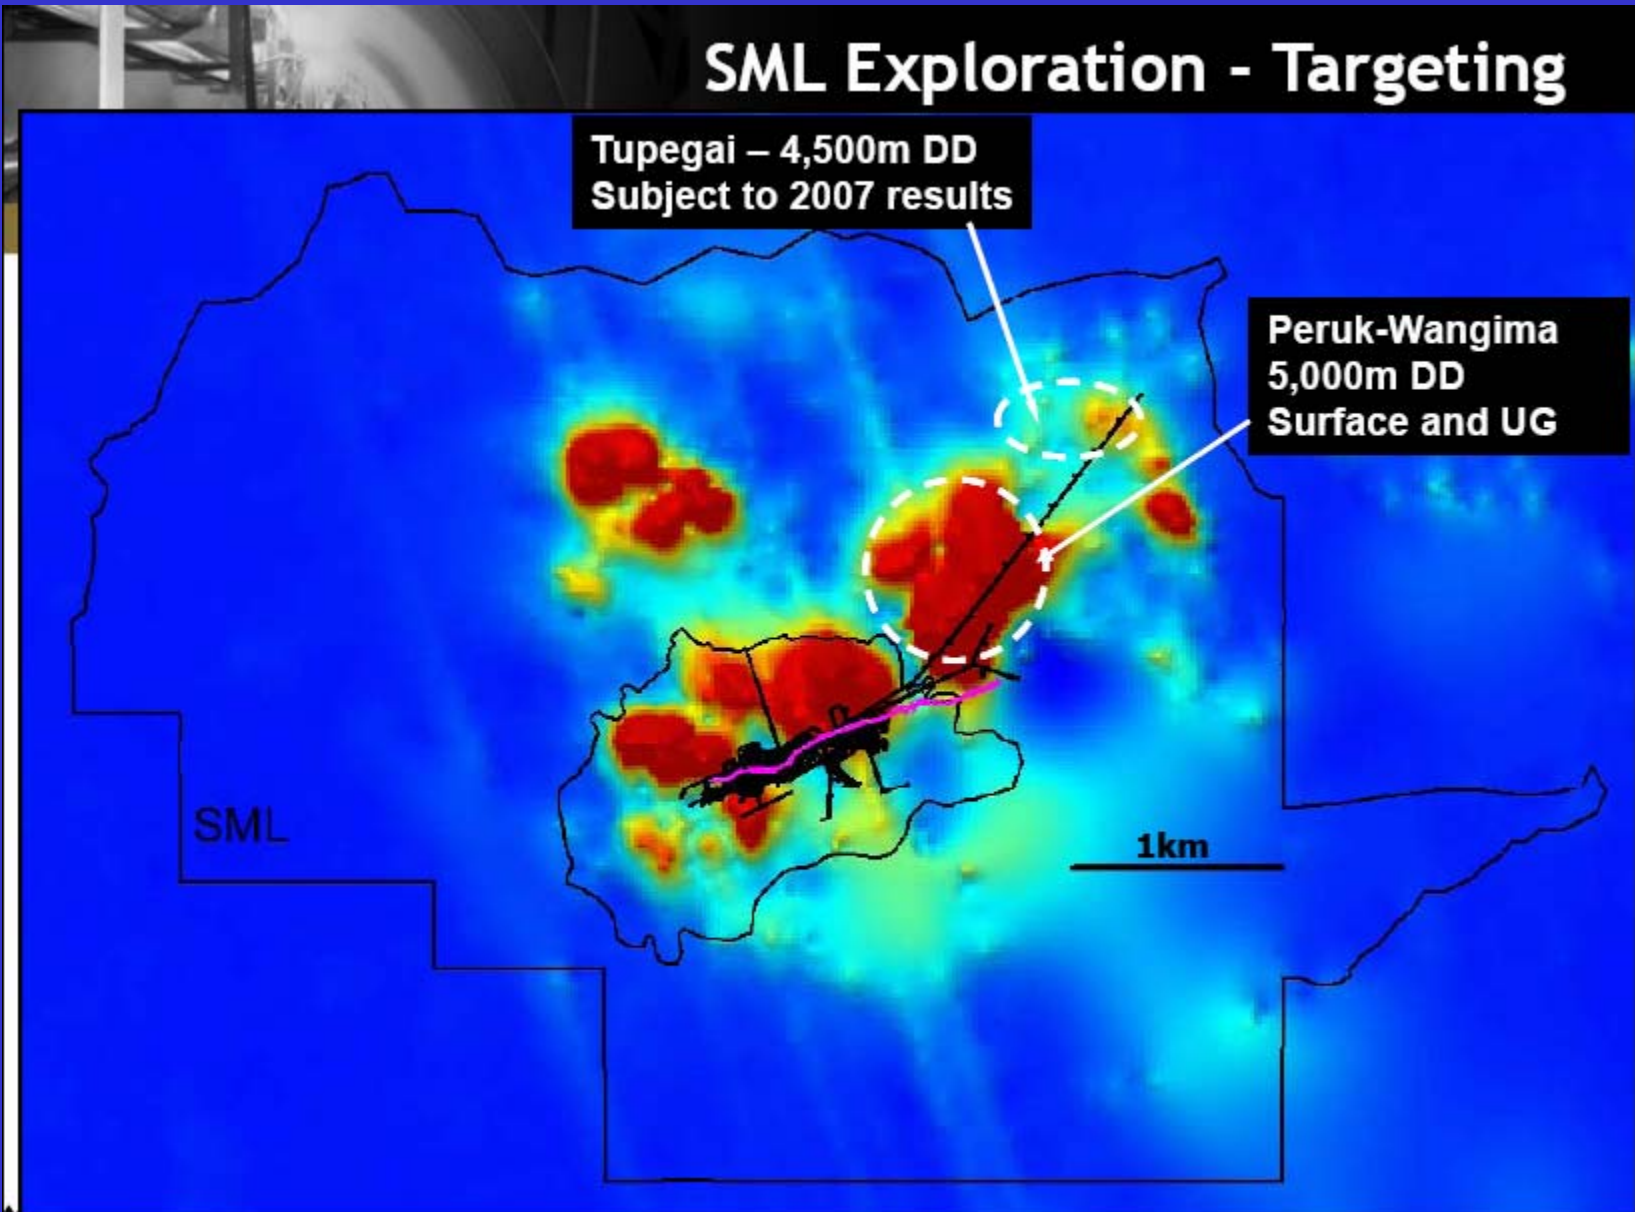 SML Exploration - Targeting
Tupegai – 4,500m DD
Subject to 2007 results
Peruk-Wangima
5,000m DD
Surface and UG
SML
1km